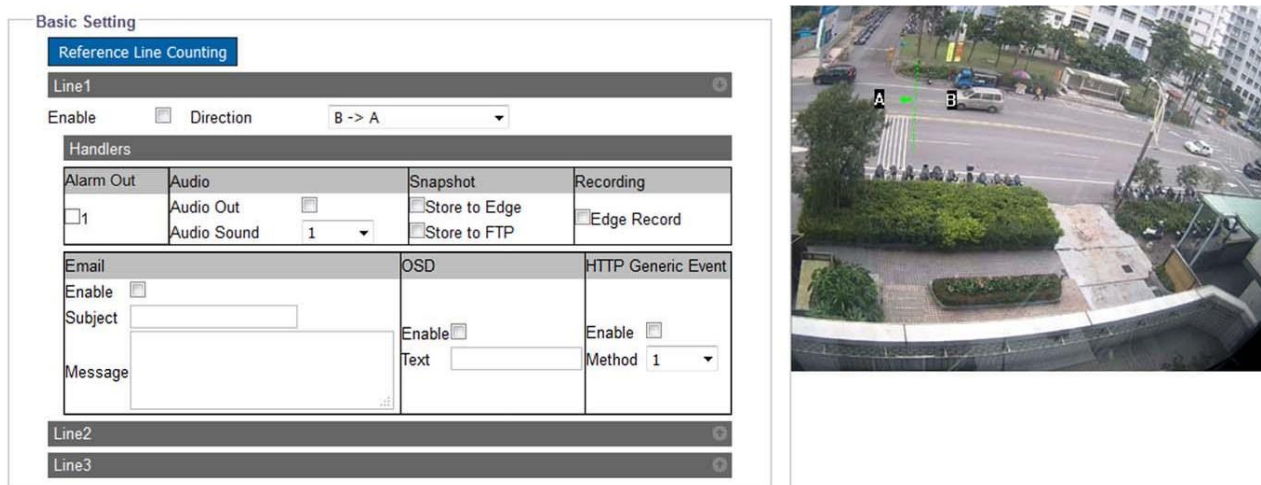 Basic Setting
Reference Line Counting
Line1
Enable Direction B -> A
Handlers
Alarm Out Audio Snapshot Recording
1 Audio Out Store to Edge Edge Record
Audio Sound 1 Store to FTP
Email OSD HTTP Generic Event
Enable
Subject
Enable Enable
Text Method 1
Message
Line2
Line3
A B